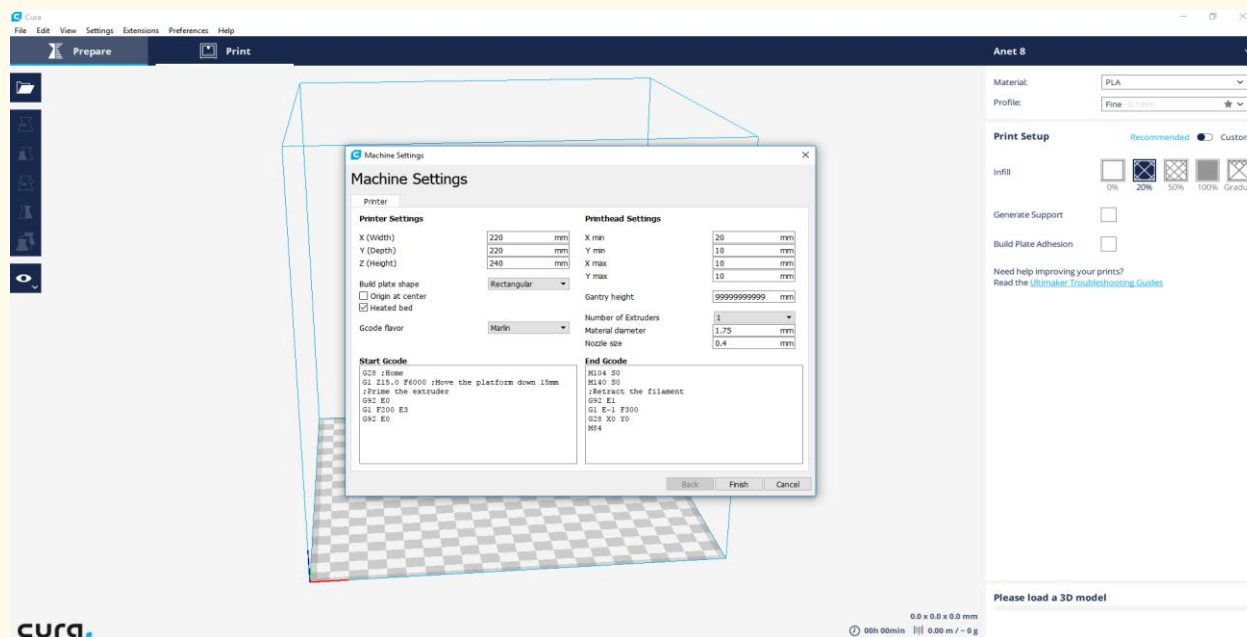 Cura
File Edit View Settings Extensions Preferences Help
Prepare
Print
Anet 8
Material: PLA
Profile: Fine 0.1mm
Print Setup Recommended Custom
Infill
0% 20% 50% 100% Gradu
Generate Support
Build Plate Adhesion
Need help improving your prints?
Read the Ultimaker Troubleshooting Guides
Machine Settings
Machine Settings
Printer
Printer Settings
X (Width) 220 mm
Y (Depth) 220 mm
Z (Height) 240 mm
Build plate shape Rectangular
Origin at center
Heated bed
Gcode flavor Marlin
Printhead Settings
X min 20 mm
Y min 10 mm
X max 10 mm
Y max 10 mm
Gantry height 99999999999 mm
Number of Extruders 1
Material diameter 1.75 mm
Nozzle size 0.4 mm
Start Gcode
G28 ;Home
G1 Z15.0 F6000 ;Move the platform down 15mm
;Prime the extruder
G92 E0
G1 F200 E3
G92 E0
End Gcode
M104 S0
M140 S0
;Retract the filament
G92 E1
G1 E-1 F300
G28 X0 Y0
M84
Back Finish Cancel
Please load a 3D model
0.0 x 0.0 x 0.0 mm
00h 00min 0.00 m / ~ 0 g
cura.